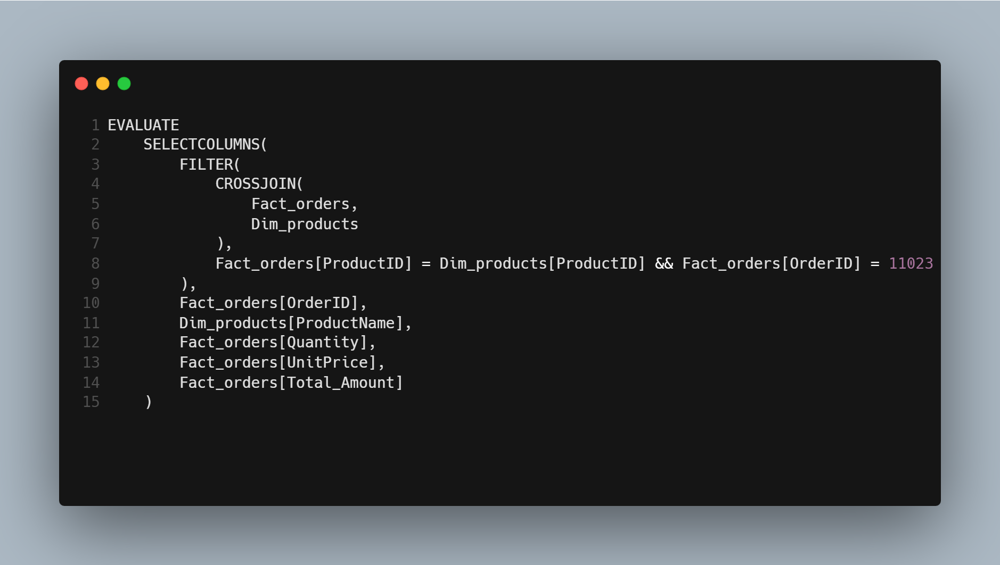 1 EVALUATE
2     SELECTCOLUMNS(
3         FILTER(
4             CROSSJOIN(
5                 Fact_orders,
6                 Dim_products
7             ),
8             Fact_orders[ProductID] = Dim_products[ProductID] && Fact_orders[OrderID] = 11023
9         ),
10         Fact_orders[OrderID],
11         Dim_products[ProductName],
12         Fact_orders[Quantity],
13         Fact_orders[UnitPrice],
14         Fact_orders[Total_Amount]
15     )